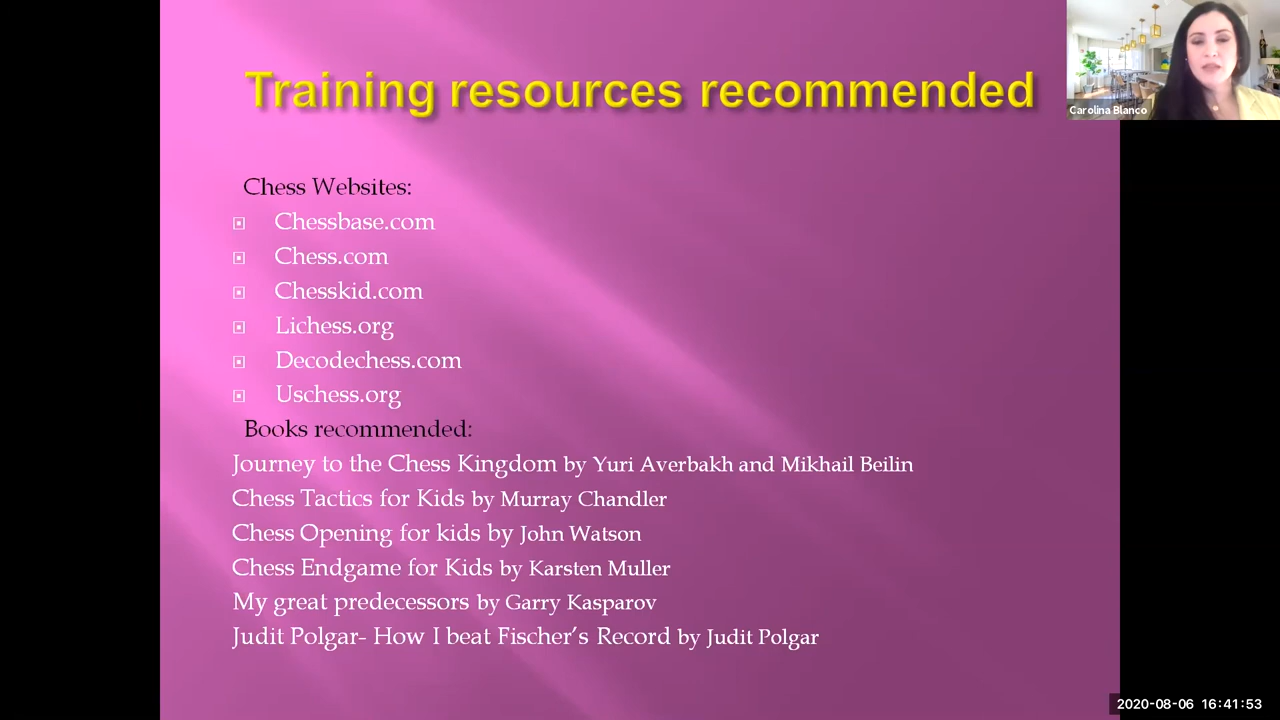 Training resources recommended
Carolina Blanco
Chess Websites:
Chessbase.com
Chess.com
Chesskid.com
Lichess.org
Decodechess.com
Uschess.org
Books recommended:
Journey to the Chess Kingdom by Yuri Averbakh and Mikhail Beilin
Chess Tactics for Kids by Murray Chandler
Chess Opening for kids by John Watson
Chess Endgame for Kids by Karsten Muller
My great predecessors by Garry Kasparov
Judit Polgar- How I beat Fischer’s Record by Judit Polgar
2020-08-06 16:41:53